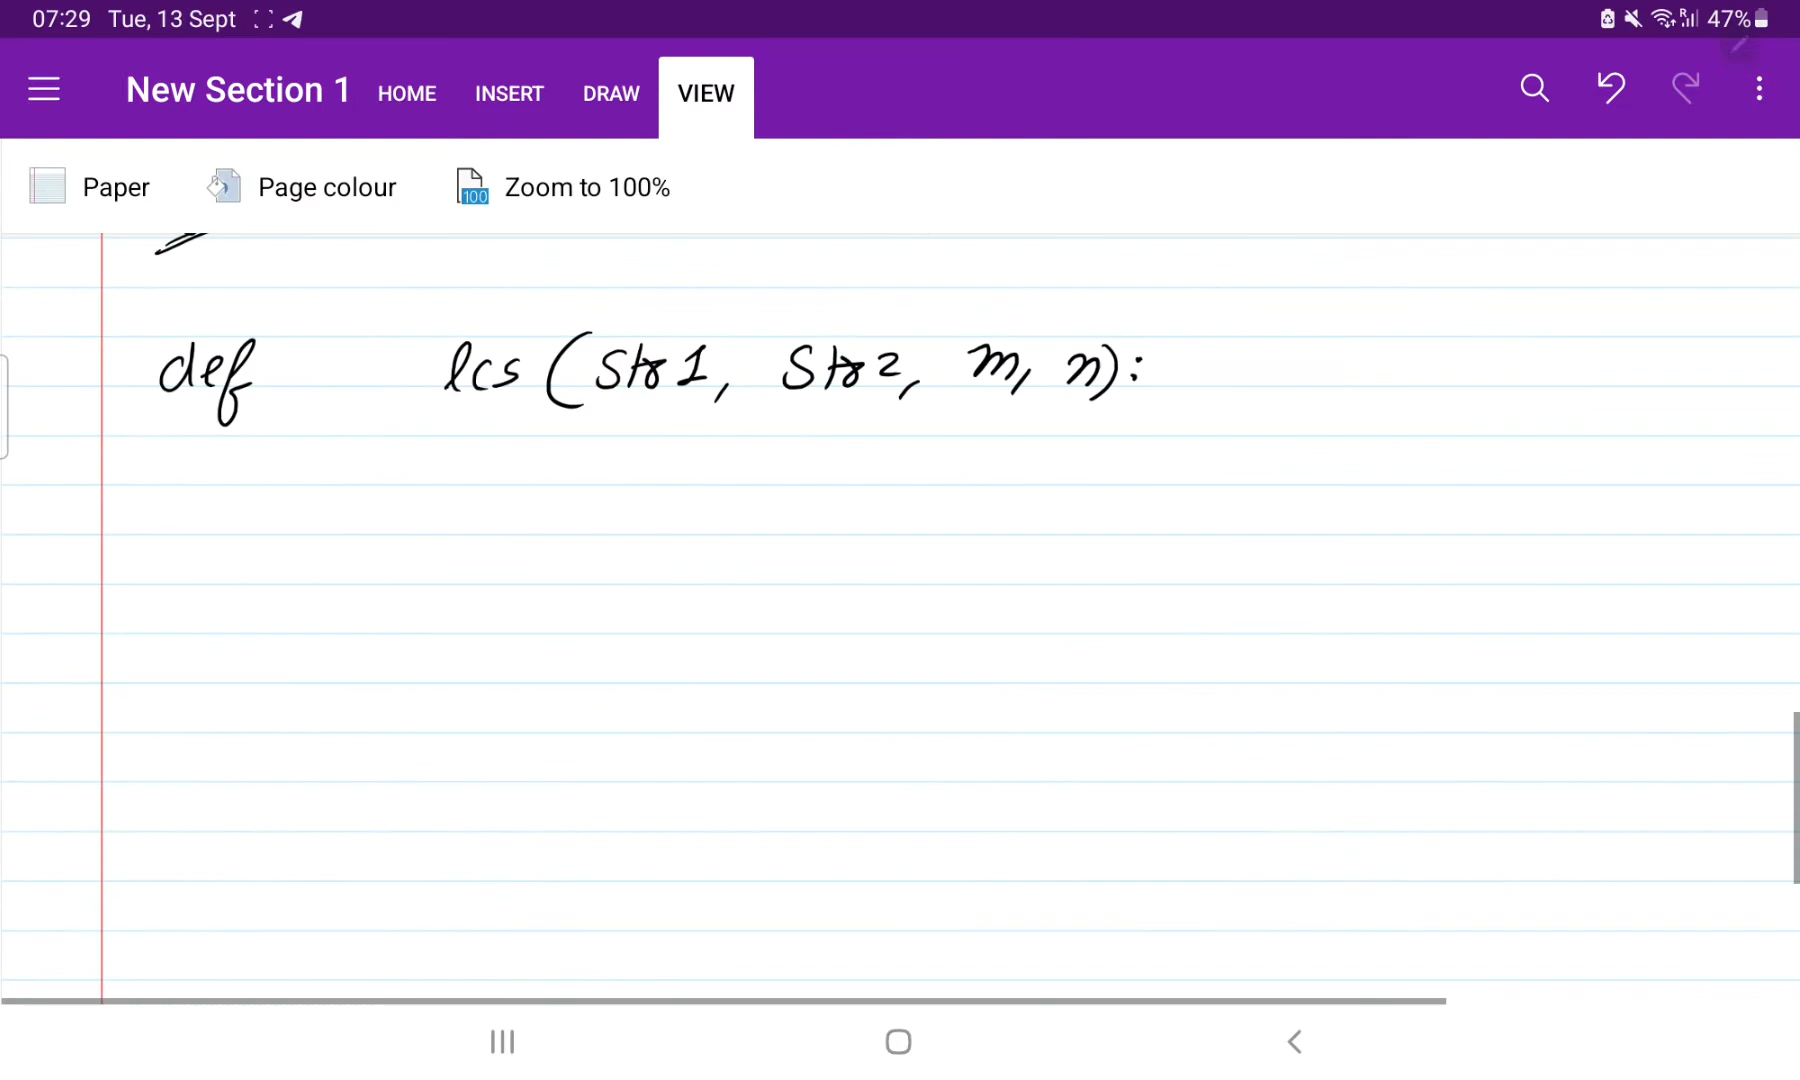 07:29 Tue, 13 Sept 47%
New Section 1 HOME INSERT DRAW VIEW
Paper Page colour 100 Zoom to 100%
def lcs (Str1, Str2, m, n):